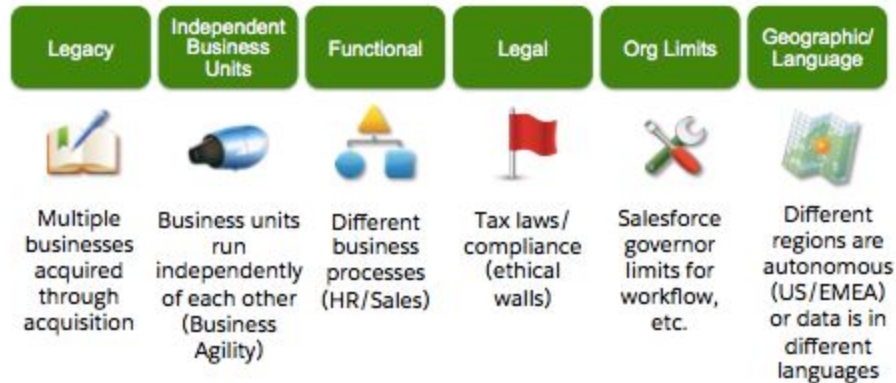 Legacy
Independent
Business
Units
Functional
Legal
Org Limits
Geographic/
Language
Multiple
businesses
acquired
through
acquisition
Business units
run
independently
of each other
(Business
Agility)
Different
business
processes
(HR/Sales)
Tax laws/
compliance
(ethical
walls)
Salesforce
governor
limits for
workflow,
etc.
Different
regions are
autonomous
(US/EMEA)
or data is in
different
languages